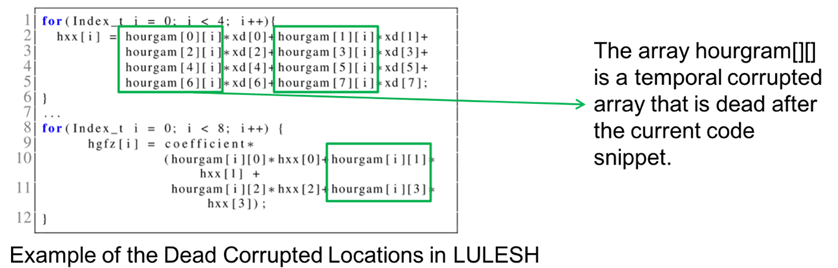 1 for(Index_t i = 0; i < 4; i++){
2 hxx[i] = hourgam[0][i]*xd[0]+hourgam[1][i]*xd[1]+
3 hourgam[2][i]*xd[2]+hourgam[3][i]*xd[3]+
4 hourgam[4][i]*xd[4]+hourgam[5][i]*xd[5]+
5 hourgam[6][i]*xd[6]+hourgam[7][i]*xd[7];
6 }
7 ...
8 for(Index_t i = 0; i < 8; i++) {
9 hgfz[i] = coefficient*
10 (hourgam[i][0]*hxx[0]+hourgam[i][1]*
hxx[1] +
11 hourgam[i][2]*hxx[2]+hourgam[i][3]*
hxx[3]);
12 }
The array hourgram[][]
is a temporal corrupted
array that is dead after
the current code
snippet.
Example of the Dead Corrupted Locations in LULESH